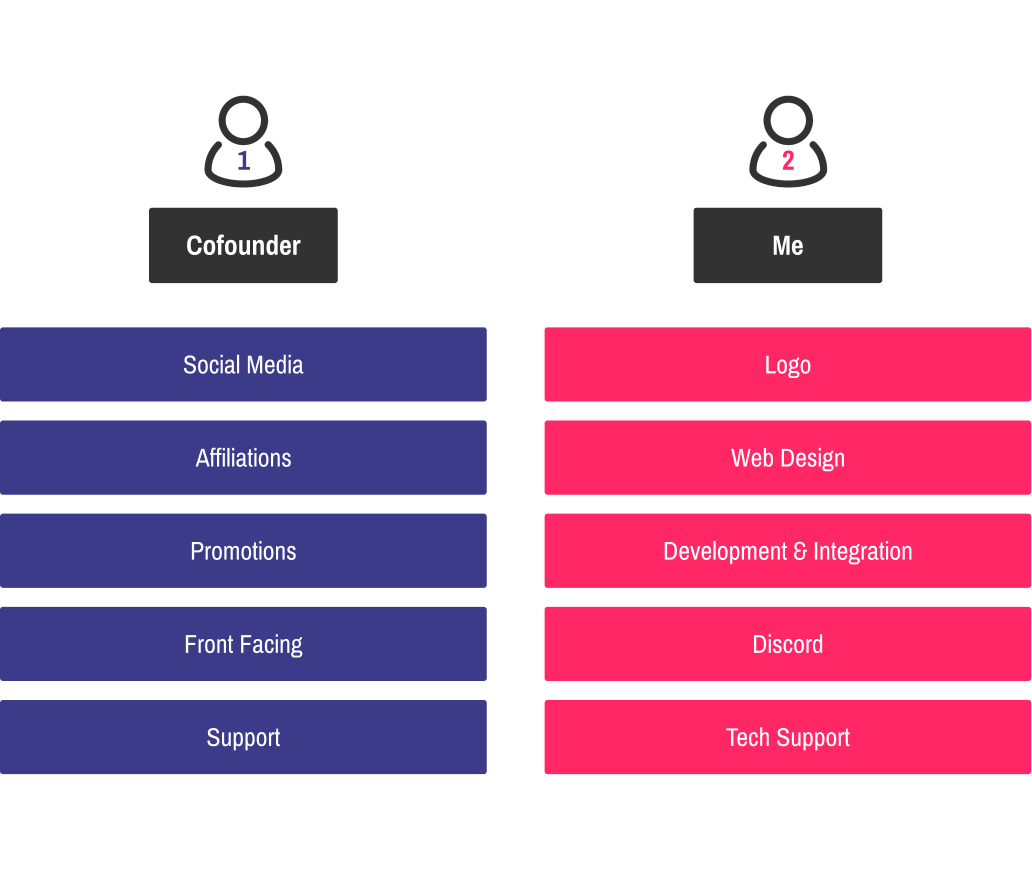 1
Cofounder
Social Media
Affiliations
Promotions
Front Facing
Support
2
Me
Logo
Web Design
Development & Integration
Discord
Tech Support